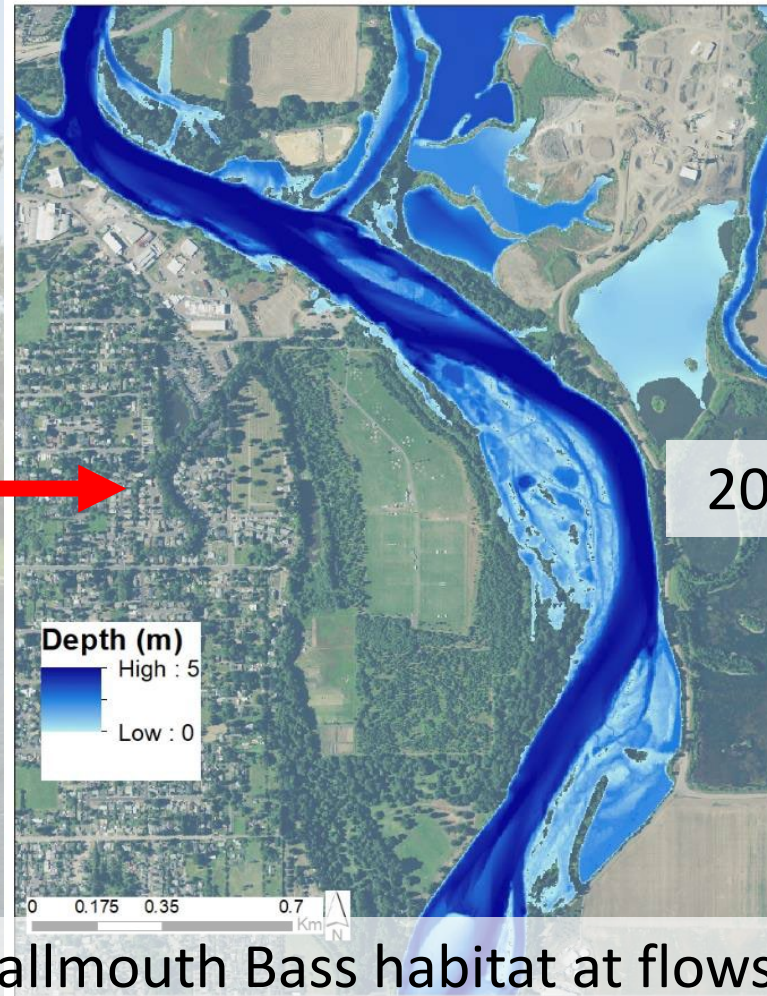 20
Depth (m)
High : 5
Low : 0
0 0.175 0.35 0.7
Km
N
allmouth Bass habitat at flows